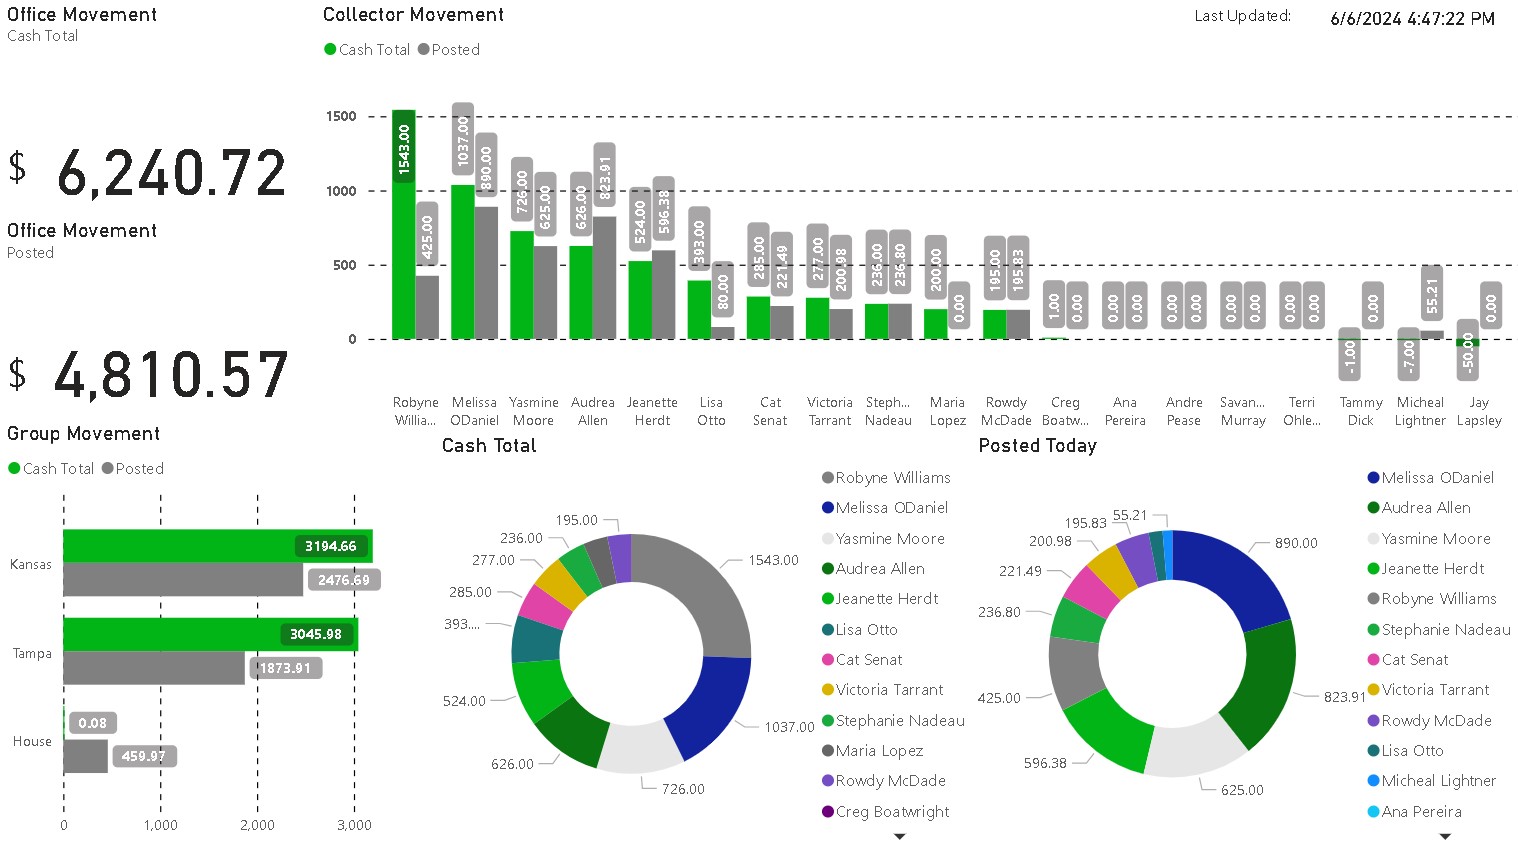 Office Movement
Cash Total
$ 6,240.72
Office Movement
Posted
$ 4,810.57
Collector Movement
Cash Total Posted
Last Updated: 6/6/2024 4:47:22 PM
1500
1000
500
0
1543.00
425.00
1037.00
890.00
726.00
625.00
626.00
823.91
524.00
596.38
393.00
80.00
285.00
221.49
277.00
200.98
236.00
236.80
200.00
0.00
195.00
195.83
1.00
0.00
0.00
0.00
0.00
0.00
0.00
0.00
0.00
0.00
-1.00
0.00
-7.00
55.21
-50.00
0.00
Robyne
Willia...
Melissa
ODaniel
Yasmine
Moore
Audrea
Allen
Jeanette
Herdt
Lisa
Otto
Cat
Senat
Victoria
Tarrant
Steph...
Nadeau
Maria
Lopez
Rowdy
McDade
Creg
Boatw...
Ana
Pereira
Andre
Pease
Savan...
Murray
Terri
Ohle...
Tammy
Dick
Micheal
Lightner
Jay
Lapsley
Group Movement
Cash Total Posted
Kansas
3194.66
2476.69
Tampa
3045.98
1873.91
House
0.08
459.97
0 1,000 2,000 3,000
Cash Total
195.00
236.00
277.00
285.00
393....
524.00
626.00
726.00
1037.00
1543.00
Robyne Williams
Melissa ODaniel
Yasmine Moore
Audrea Allen
Jeanette Herdt
Lisa Otto
Cat Senat
Victoria Tarrant
Stephanie Nadeau
Maria Lopez
Rowdy McDade
Creg Boatwright
Posted Today
55.21
195.83
200.98
221.49
236.80
425.00
596.38
625.00
823.91
890.00
Melissa ODaniel
Audrea Allen
Yasmine Moore
Jeanette Herdt
Robyne Williams
Stephanie Nadeau
Cat Senat
Victoria Tarrant
Rowdy McDade
Lisa Otto
Micheal Lightner
Ana Pereira